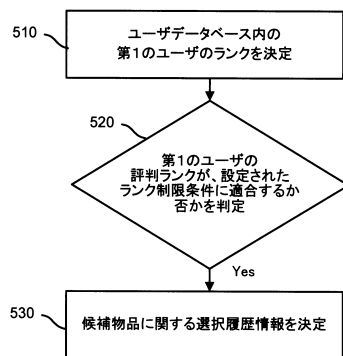 510
ユーザデータベース内の
第1のユーザのランクを決定
520
第1のユーザの
評判ランクが、設定された
ランク制限条件に適合するか
否かを判定
Yes
530
候補物品に関する選択履歴情報を決定